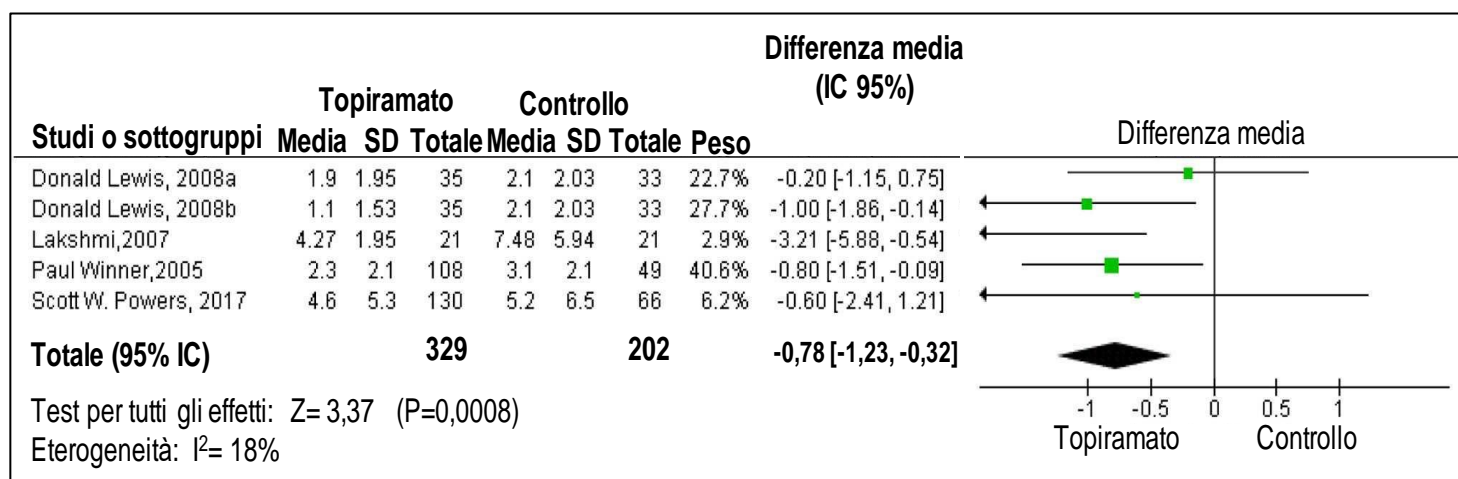 Differenza media
(IC 95%)
Topiramato Controllo
Studi o sottogruppi Media SD Totale Media SD Totale Peso
Differenza media
Donald Lewis, 2008a 1.9 1.95 35 2.1 2.03 33 22.7% -0.20 [-1.15, 0.75]
Donald Lewis, 2008b 1.1 1.53 35 2.1 2.03 33 27.7% -1.00 [-1.86, -0.14]
Lakshmi,2007 4.27 1.95 21 7.48 5.94 21 2.9% -3.21 [-5.88, -0.54]
Paul Winner,2005 2.3 2.1 108 3.1 2.1 49 40.6% -0.80 [-1.51, -0.09]
Scott W. Powers, 2017 4.6 5.3 130 5.2 6.5 66 6.2% -0.60 [-2.41, 1.21]
Totale (95% IC) 329 202 -0,78 [-1,23, -0,32]
Test per tutti gli effetti: Z= 3,37 (P=0,0008)
Eterogeneità: I²= 18%
-1 -0.5 0 0.5 1
Topiramato Controllo